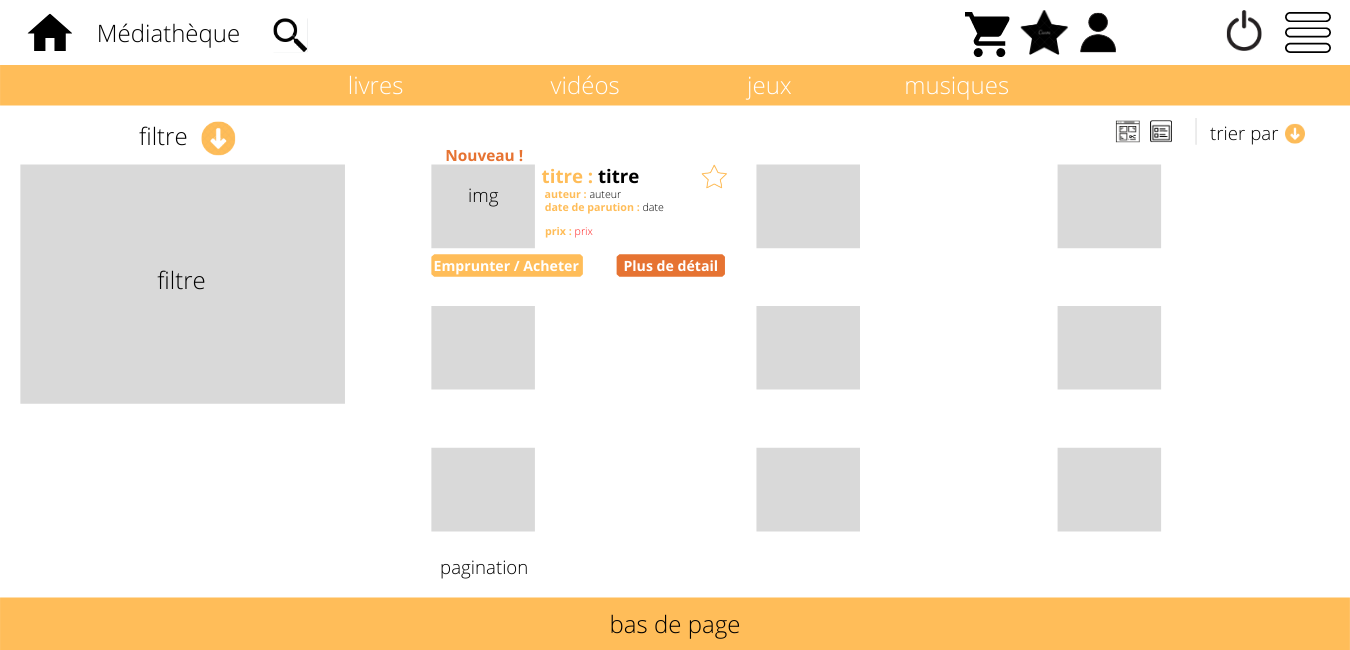 Médiathèque
livres vidéos jeux musiques
filtre
trier par
filtre
Nouveau !
img
titre : titre
auteur : auteur
date de parution : date
prix : prix
Emprunter / Acheter
Plus de détail
pagination
bas de page